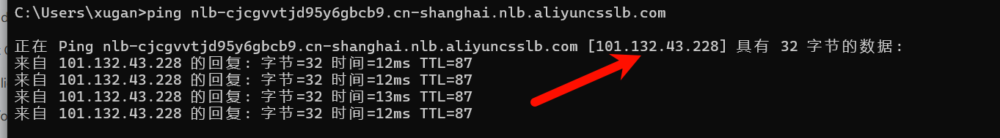 C:\Users\xugan>ping nlb-cjcgvvtjd95y6gbcb9.cn-shanghai.nlb.aliyuncsslb.com
正在 Ping nlb-cjcgvvtjd95y6gbcb9.cn-shanghai.nlb.aliyuncsslb.com [101.132.43.228] 具有 32 字节的数据:
来自 101.132.43.228 的回复: 字节=32 时间=12ms TTL=87
来自 101.132.43.228 的回复: 字节=32 时间=12ms TTL=87
来自 101.132.43.228 的回复: 字节=32 时间=13ms TTL=87
来自 101.132.43.228 的回复: 字节=32 时间=12ms TTL=87